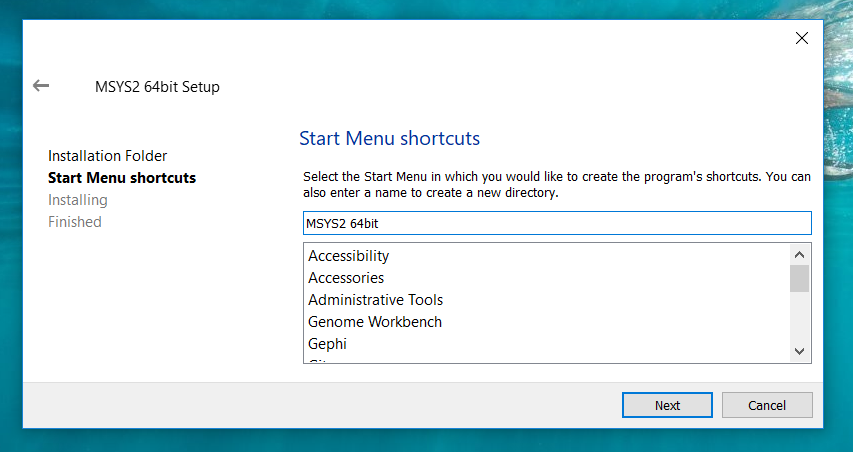 MSYS2 64bit Setup
Installation Folder
Start Menu shortcuts
Installing
Finished
Start Menu shortcuts
Select the Start Menu in which you would like to create the program's shortcuts. You can
also enter a name to create a new directory.
MSYS2 64bit
Accessibility
Accessories
Administrative Tools
Genome Workbench
Gephi
Next
Cancel